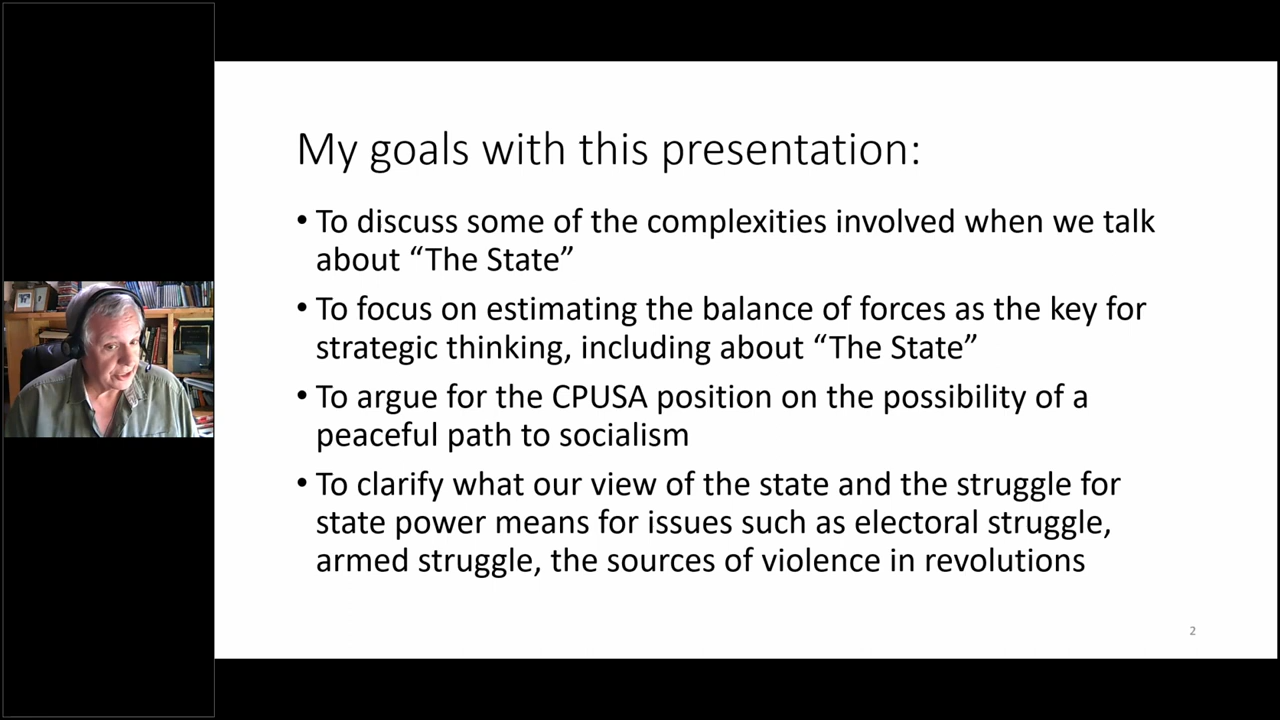 My goals with this presentation:
• To discuss some of the complexities involved when we talk
about “The State”
• To focus on estimating the balance of forces as the key for
strategic thinking, including about “The State”
• To argue for the CPUSA position on the possibility of a
peaceful path to socialism
• To clarify what our view of the state and the struggle for
state power means for issues such as electoral struggle,
armed struggle, the sources of violence in revolutions
2